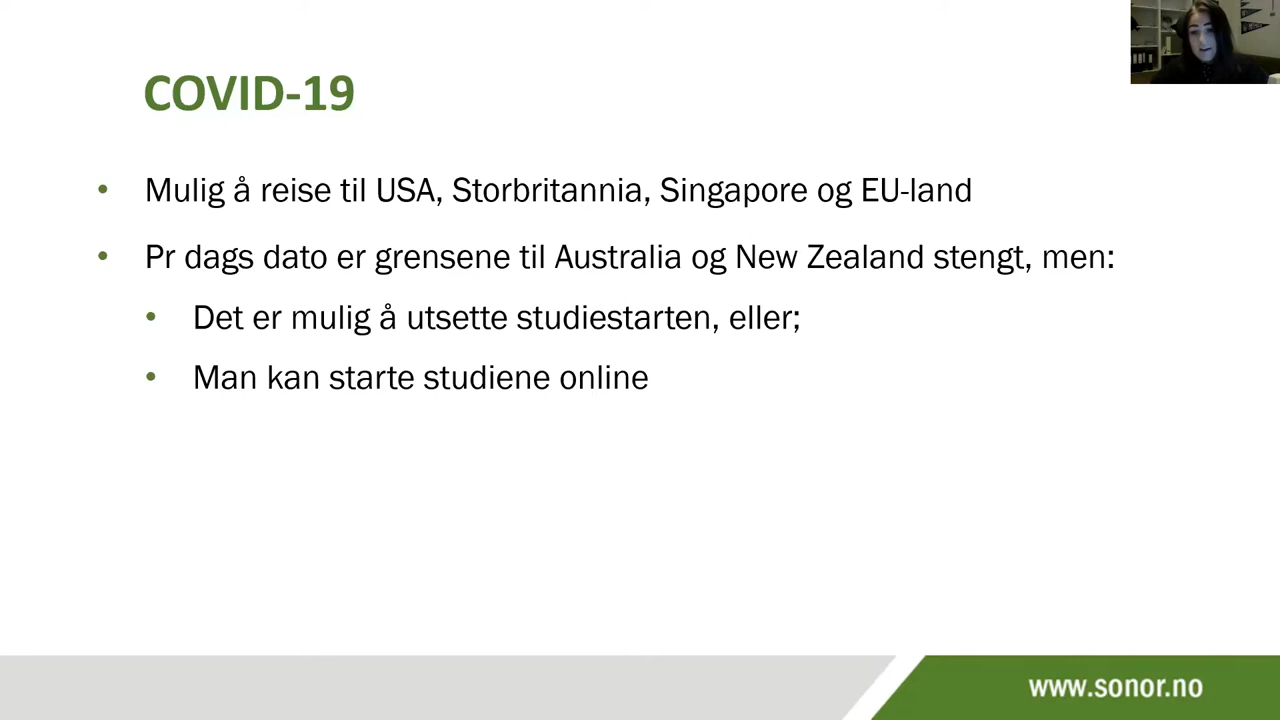 COVID-19
• Mulig å reise til USA, Storbritannia, Singapore og EU-land
• Pr dags dato er grensene til Australia og New Zealand stengt, men:
• Det er mulig å utsette studiestarten, eller;
• Man kan starte studiene online
www.sonor.no